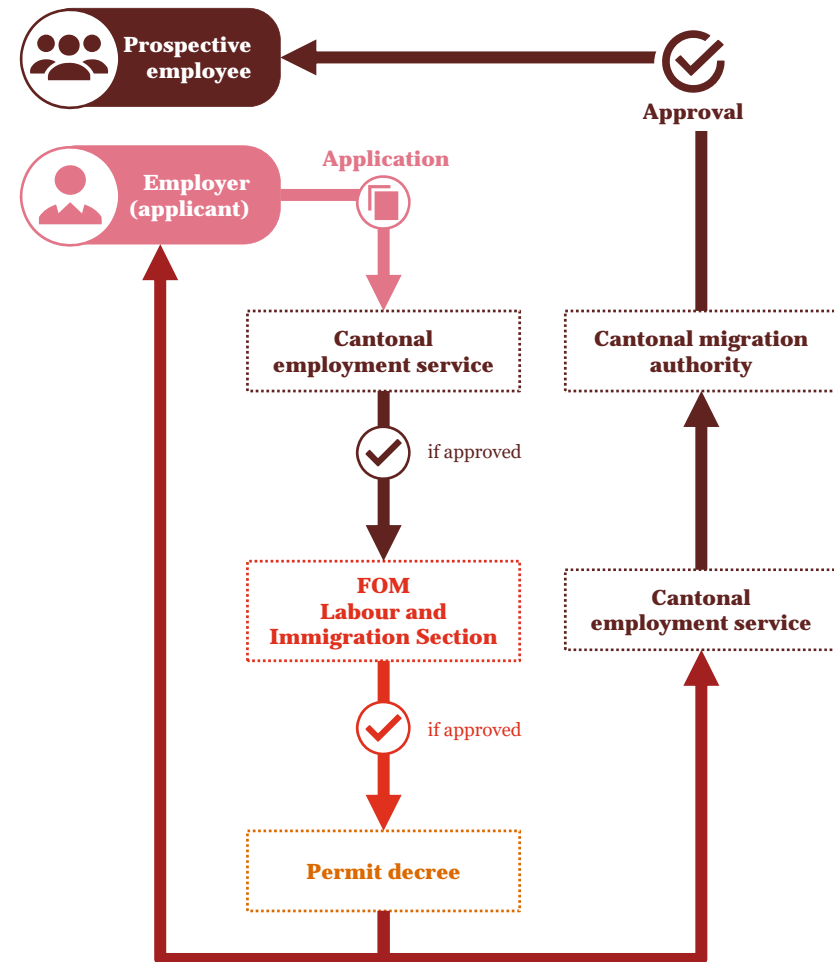 Prospective
employee
Approval
Application
Employer
(applicant)
Cantonal
employment service
Cantonal migration
authority
if approved
FOM
Labour and
Immigration Section
Cantonal
employment service
if approved
Permit decree